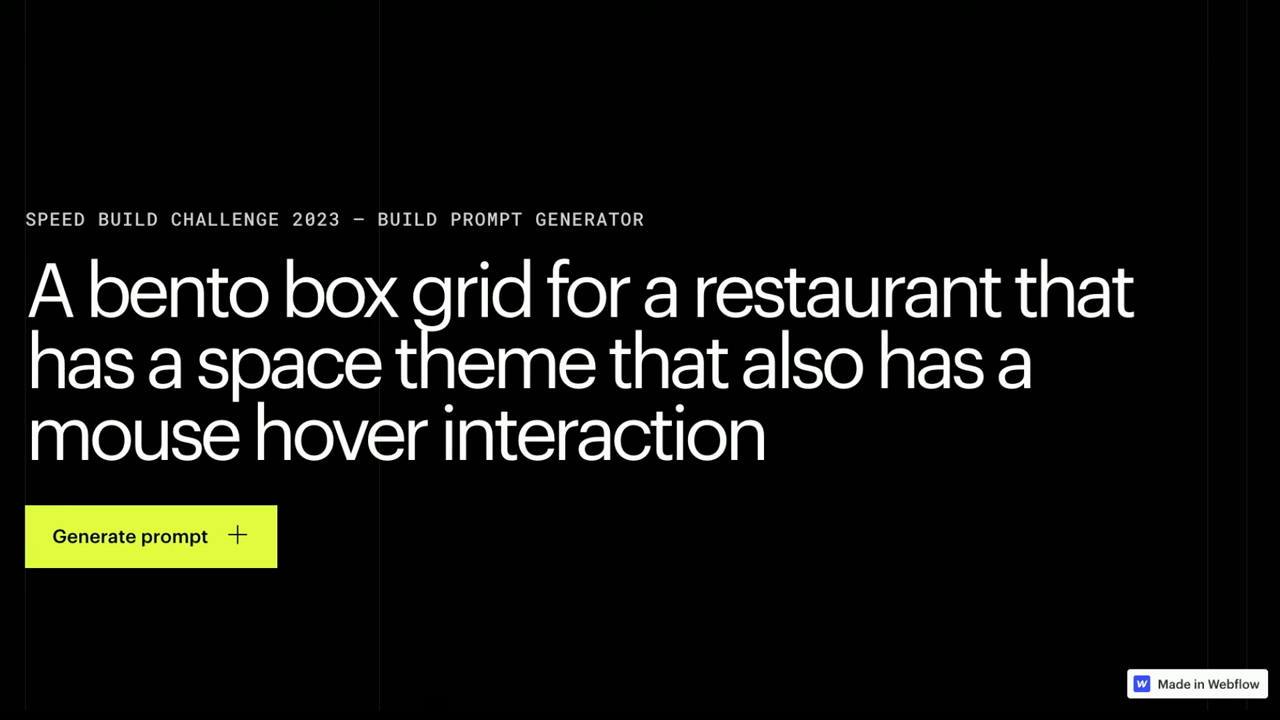 SPEED BUILD CHALLENGE 2023 — BUILD PROMPT GENERATOR
A bento box grid for a restaurant that
has a space theme that also has a
mouse hover interaction
Generate prompt
Made in Webflow